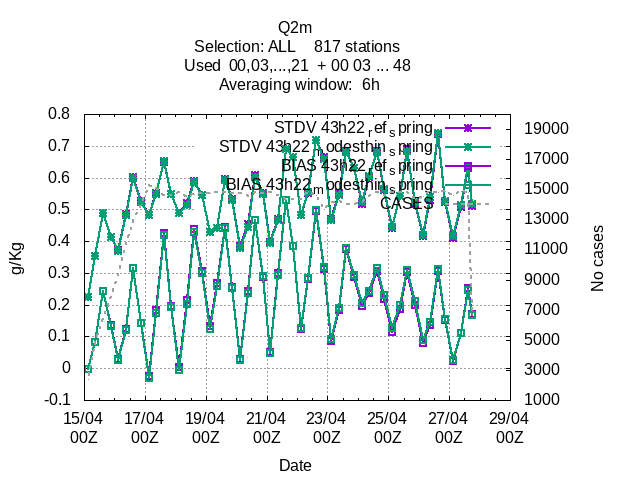 Q2m
Selection: ALL 817 stations
Used 00,03,...,21 + 00 03 ... 48
Averaging window: 6h
STDV 43h22_ref_spring
STDV 43h22_modesthin_spring
BIAS 43h22_ref_spring
BIAS 43h22_modesthin_spring
CASES
g/Kg
0.8
0.7
0.6
0.5
0.4
0.3
0.2
0.1
0
-0.1
No cases
19000
17000
15000
13000
11000
9000
7000
5000
3000
1000
15/04 17/04 19/04 21/04 23/04 25/04 27/04 29/04
00Z 00Z 00Z 00Z 00Z 00Z 00Z 00Z
Date